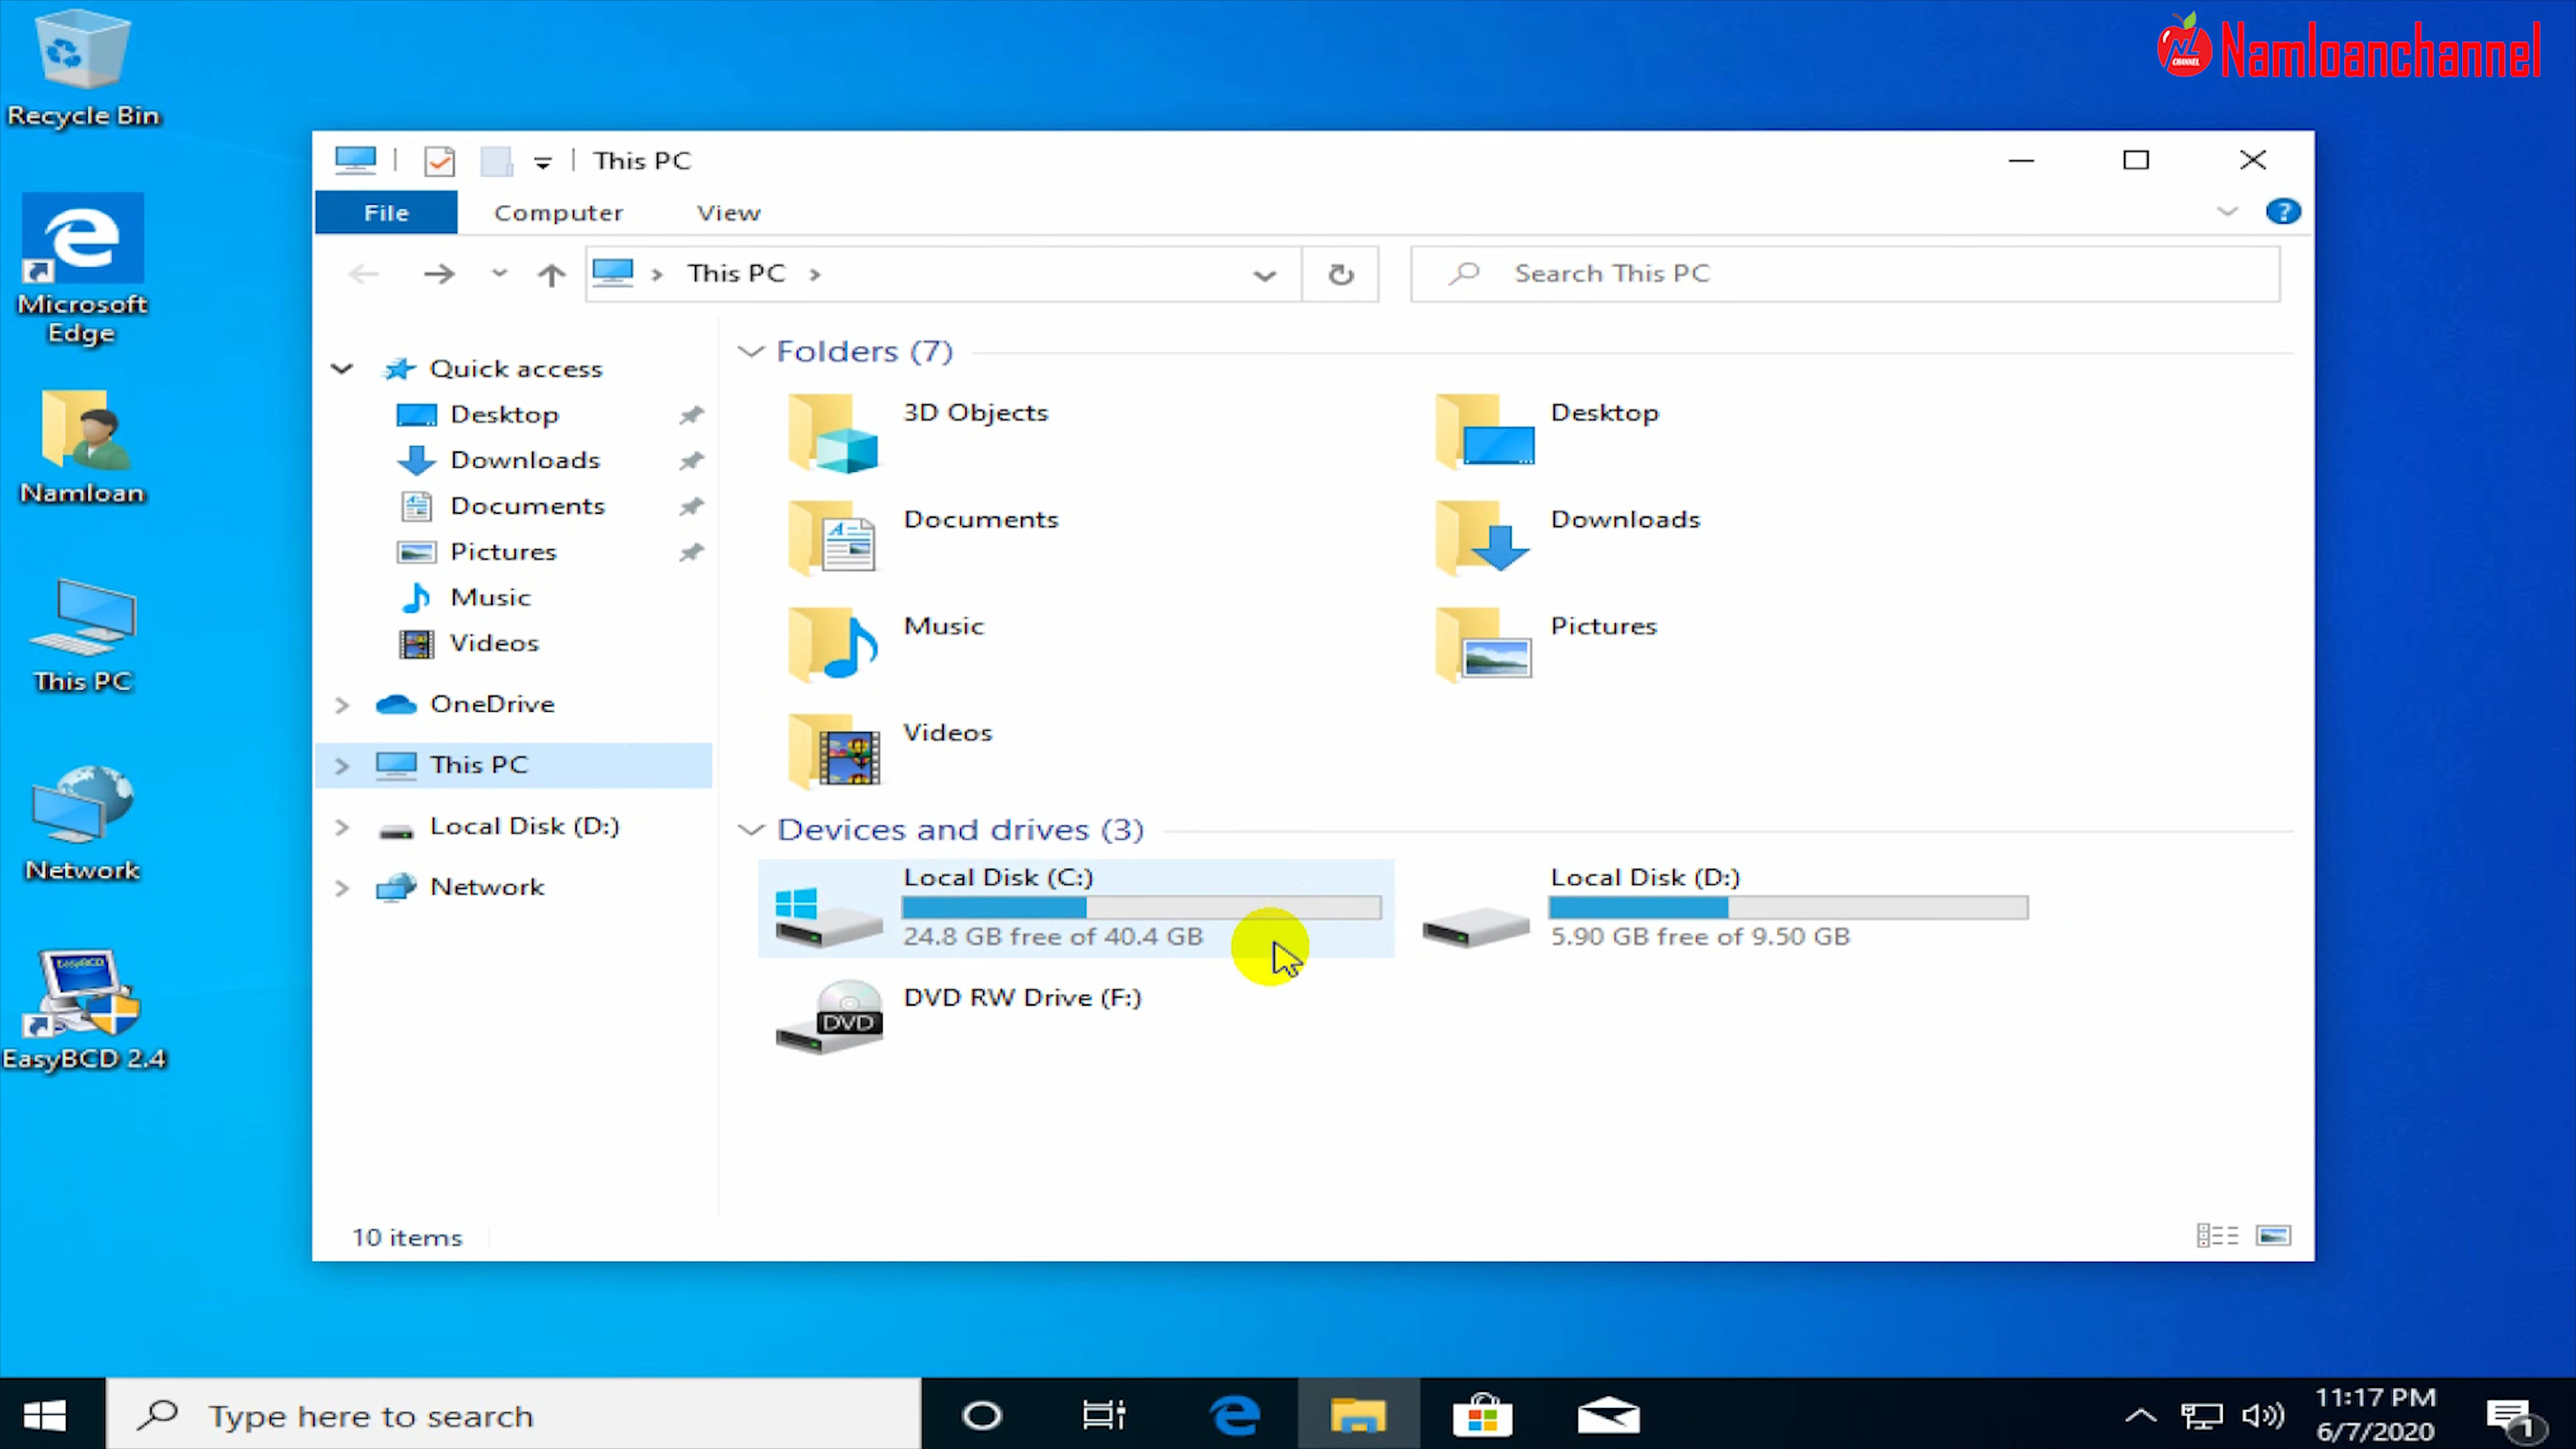 Recycle Bin
Microsoft
Edge
Namloan
This PC
Network
EasyBCD
EasyBCD 2.4
NL
CHANNEL
Namloanchannel
This PC
File
Computer
View
?
This PC
Search This PC
Quick access
Desktop
Downloads
Documents
Pictures
Music
Videos
OneDrive
This PC
Local Disk (D:)
Network
Folders (7)
3D Objects
Desktop
Documents
Downloads
Music
Pictures
Videos
Devices and drives (3)
Local Disk (C:)
24.8 GB free of 40.4 GB
Local Disk (D:)
5.90 GB free of 9.50 GB
DVD
DVD RW Drive (F:)
10 items
Type here to search
11:17 PM
6/7/2020
1